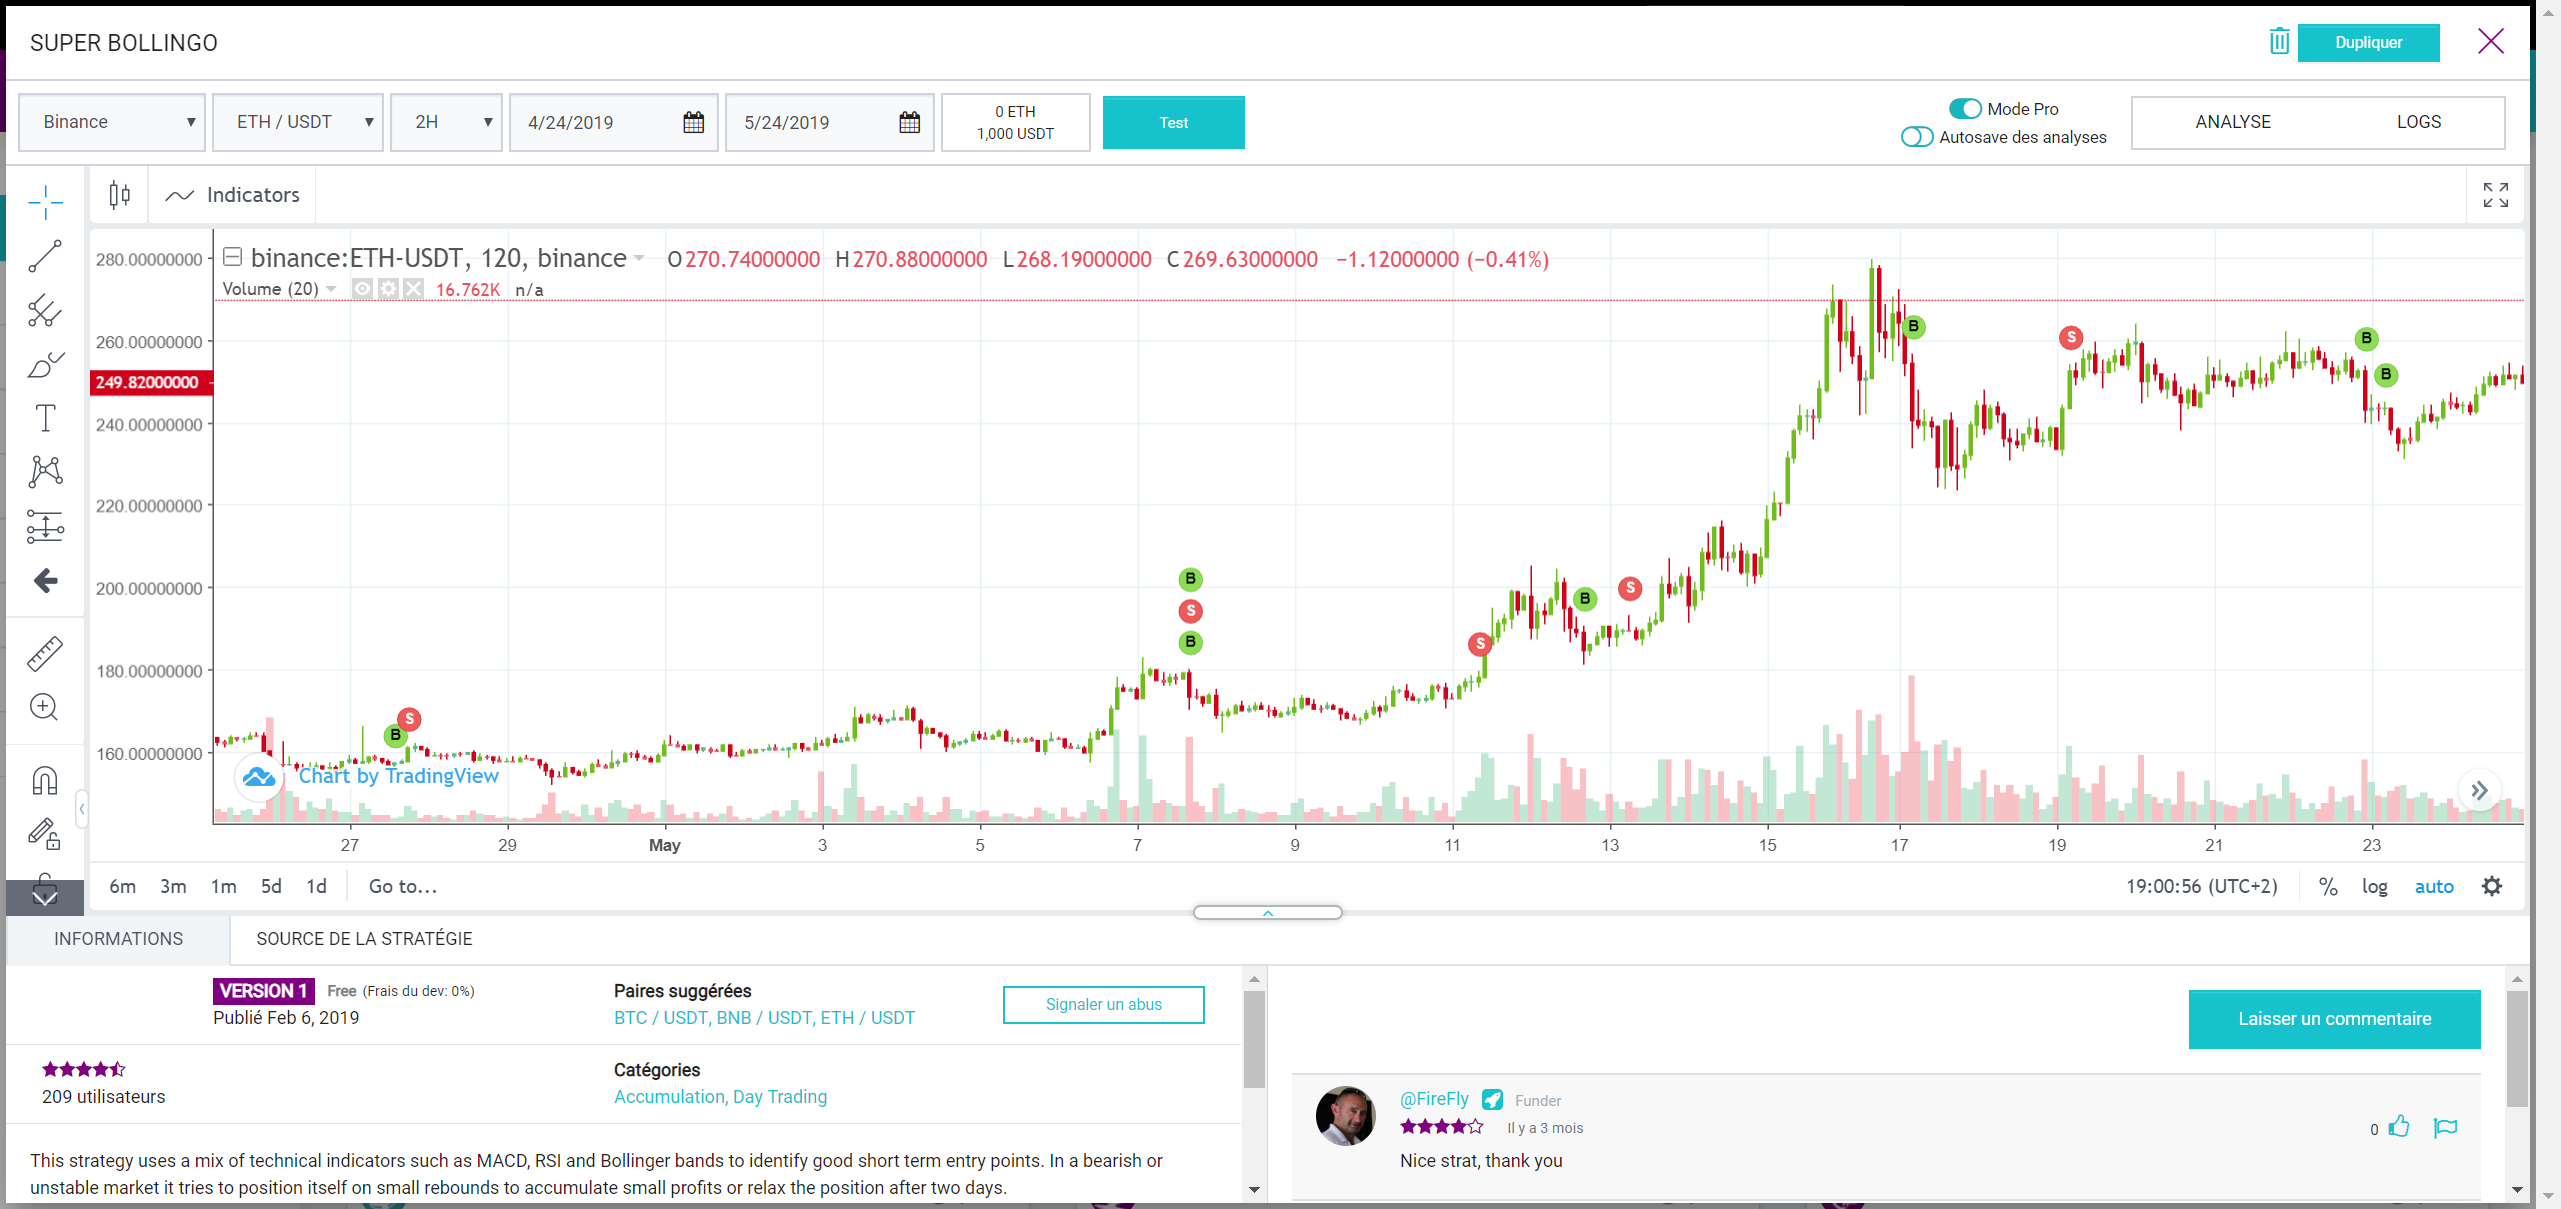 SUPER BOLLINGO
Dupliquer
Binance
ETH / USDT
2H
4/24/2019
5/24/2019
0 ETH
1,000 USDT
Test
Mode Pro
Autosave des analyses
ANALYSE
LOGS
Indicators
binance:ETH-USDT, 120, binance O270.74000000 H270.88000000 L268.19000000 C269.63000000 −1.12000000 (−0.41%)
Volume (20) 16.762K n/a
280.00000000
260.00000000
249.82000000
240.00000000
220.00000000
200.00000000
180.00000000
160.00000000
B
S
B
S
B
S
B
S
B
S
B
B
Chart by TradingView
27 29 May 3 5 7 9 11 13 15 17 19 21 23
6m 3m 1m 5d 1d Go to...
19:00:56 (UTC+2) % log auto
INFORMATIONS
SOURCE DE LA STRATÉGIE
VERSION 1 Free (Frais du dev: 0%)
Publié Feb 6, 2019
Paires suggérées
BTC / USDT, BNB / USDT, ETH / USDT
Signaler un abus
209 utilisateurs
Catégories
Accumulation, Day Trading
This strategy uses a mix of technical indicators such as MACD, RSI and Bollinger bands to identify good short term entry points. In a bearish or
unstable market it tries to position itself on small rebounds to accumulate small profits or relax the position after two days.
Laisser un commentaire
@FireFly Funder
Il y a 3 mois
0
Nice strat, thank you